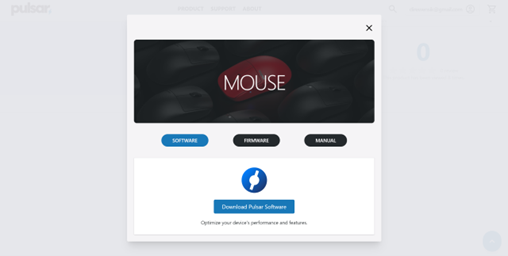 pulsar.
PRODUCT SUPPORT ABOUT
0
MOUSE
SOFTWARE FIRMWARE MANUAL
Download Pulsar Software
Optimize your device's performance and features.